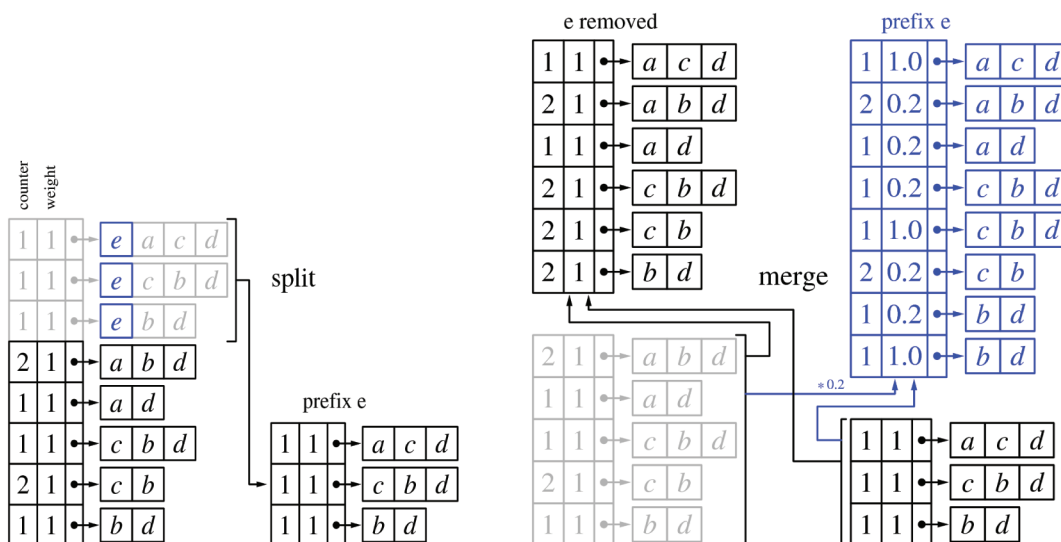 counter weight
1 1 e a c d
1 1 e c b d
1 1 e b d
2 1 a b d
1 1 a d
1 1 c b d
2 1 c b
1 1 b d
split
prefix e
1 1 a c d
1 1 c b d
1 1 b d
e removed
1 1 a c d
2 1 a b d
1 1 a d
2 1 c b d
2 1 c b
2 1 b d
merge
2 1 a b d
1 1 a d
1 1 c b d
2 1 c b
1 1 b d
prefix e
1 1.0 a c d
2 0.2 a b d
1 0.2 a d
1 0.2 c b d
1 1.0 c b d
2 0.2 c b
1 0.2 b d
1 1.0 b d
*0.2
1 1 a c d
1 1 c b d
1 1 b d